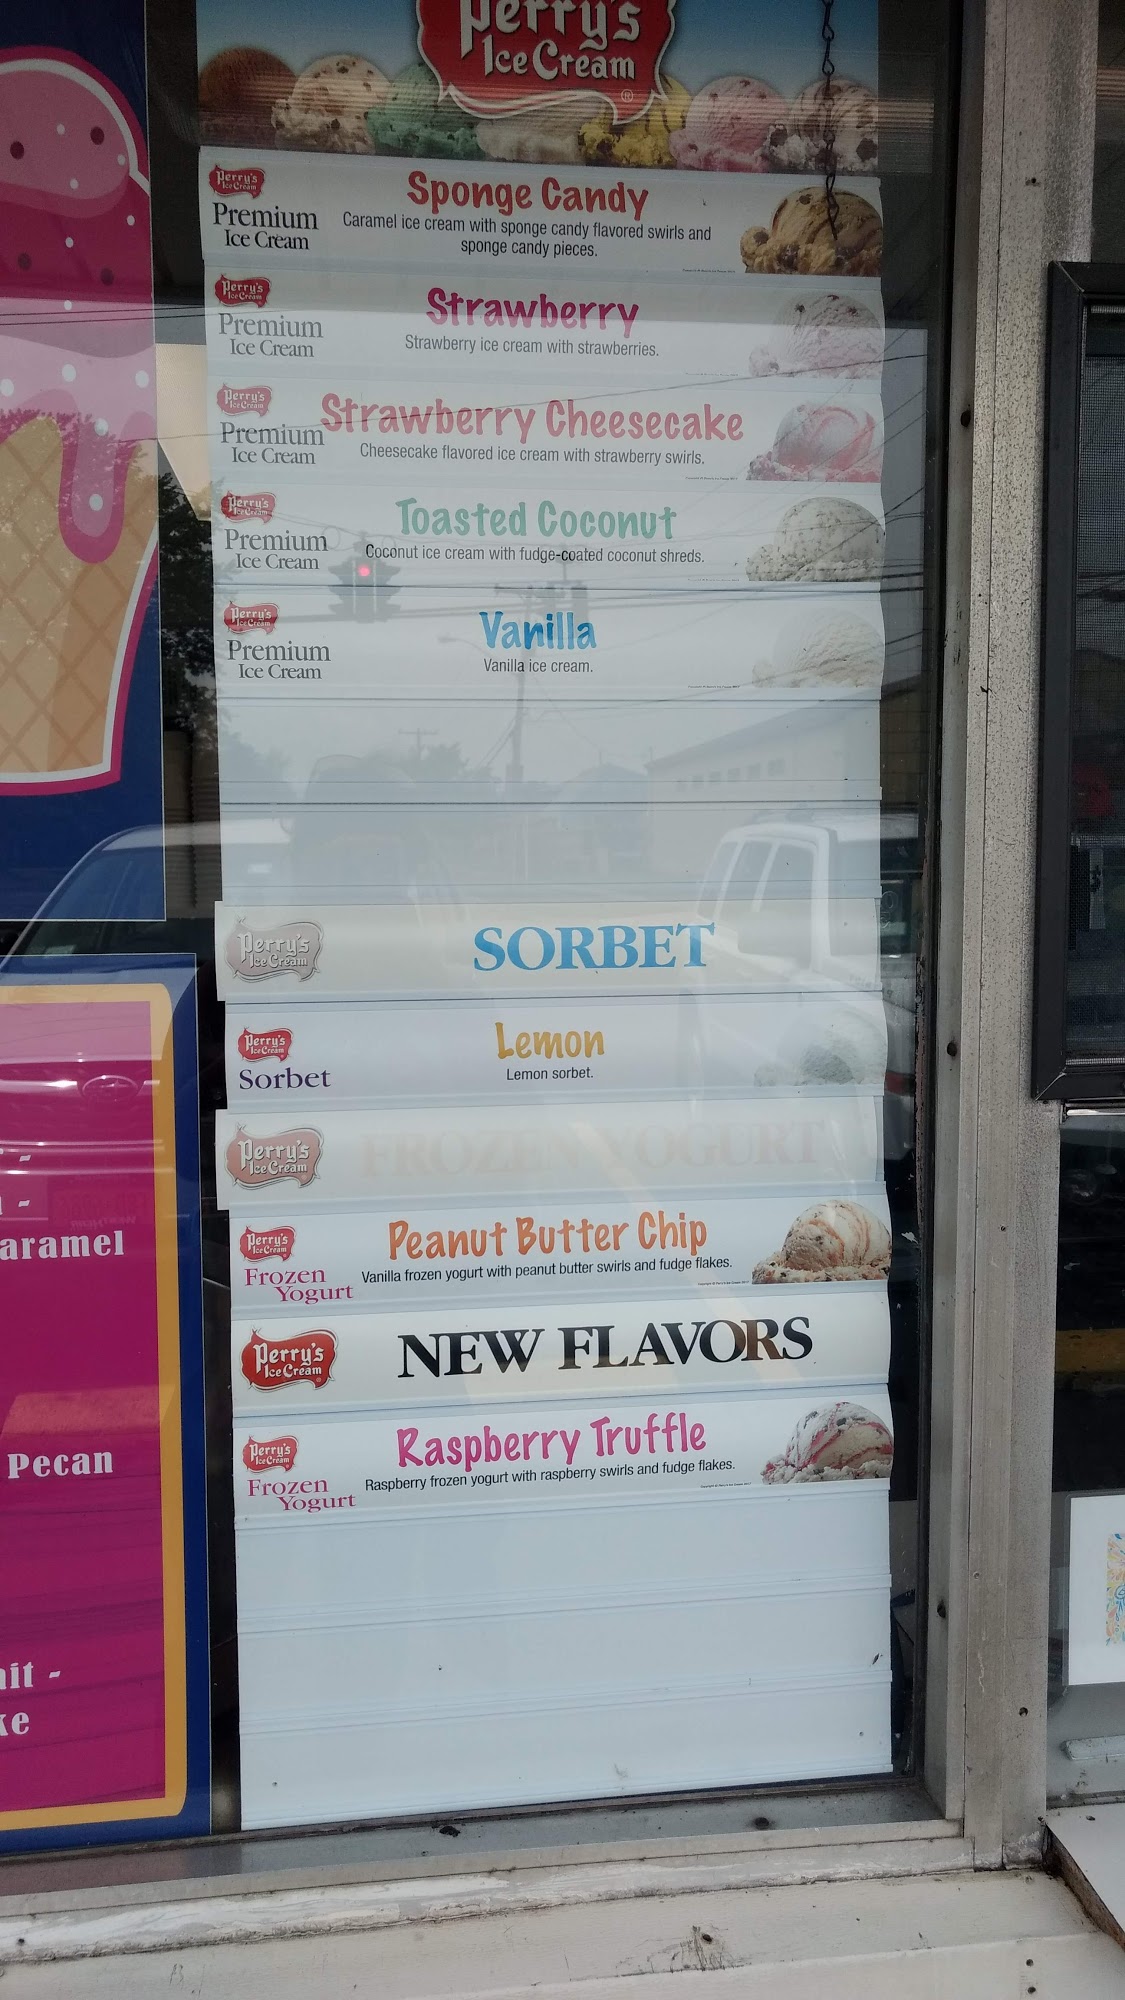 Perry's
Ice Cream
®
Perry's
Ice Cream
Premium
Ice Cream
Sponge Candy
Caramel ice cream with sponge candy flavored swirls and
sponge candy pieces.
Perry's
Ice Cream
Premium
Ice Cream
Strawberry
Strawberry ice cream with strawberries.
Perry's
Ice Cream
Premium
Ice Cream
Strawberry Cheesecake
Cheesecake flavored ice cream with strawberry swirls.
Perry's
Ice Cream
Premium
Ice Cream
Toasted Coconut
Coconut ice cream with fudge-coated coconut shreds.
Perry's
Ice Cream
Premium
Ice Cream
Vanilla
Vanilla ice cream.
Perry's
Ice Cream
SORBET
Perry's
Ice Cream
Sorbet
Lemon
Lemon sorbet.
Perry's
Ice Cream
FROZEN YOGURT
Perry's
Ice Cream
Frozen
Yogurt
Peanut Butter Chip
Vanilla frozen yogurt with peanut butter swirls and fudge flakes.
Perry's
Ice Cream
NEW FLAVORS
Perry's
Ice Cream
Frozen
Yogurt
Raspberry Truffle
Raspberry frozen yogurt with raspberry swirls and fudge flakes.
aramel
Pecan